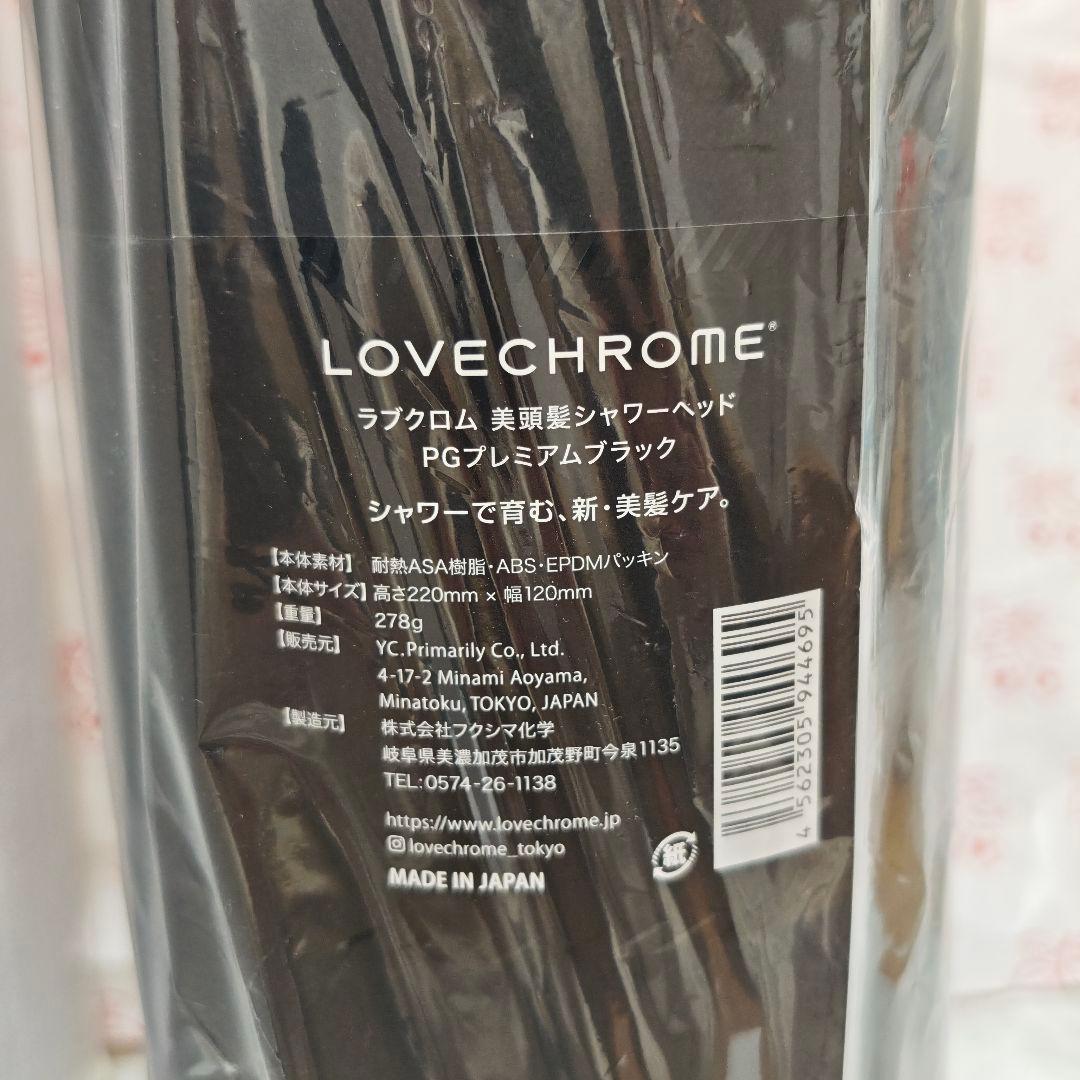 LOVECHROME®
ラブクロム 美頭髪シャワーヘッド
PGプレミアムブラック
シャワーで育む、新・美髪ケア。
【本体素材】 耐熱ASA樹脂・ABS・EPDMパッキン
【本体サイズ】 高さ220mm × 幅120mm
【重量】 278g
【販売元】 YC.Primarily Co., Ltd.
4-17-2 Minami Aoyama,
Minatoku, TOKYO, JAPAN
【製造元】 株式会社フクシマ化学
岐阜県美濃加茂市加茂野町今泉1135
TEL:0574-26-1138
https://www.lovechrome.jp
lovechrome_tokyo
MADE IN JAPAN
紙
4 562305 944695